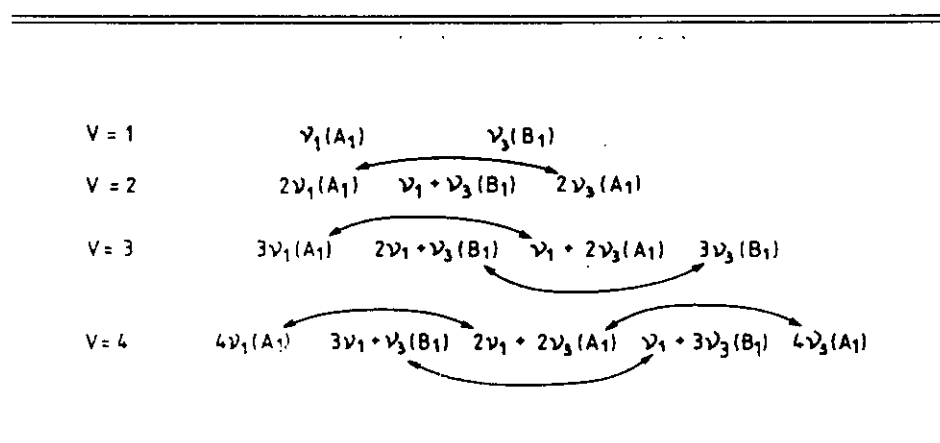 V = 1 ν₁(A₁) ν₃(B₁)
V = 2 2ν₁(A₁) ν₁ + ν₃(B₁) 2ν₃(A₁)
V = 3 3ν₁(A₁) 2ν₁ + ν₃(B₁) ν₁ + 2ν₃(A₁) 3ν₃(B₁)
V = 4 4ν₁(A₁) 3ν₁ + ν₃(B₁) 2ν₁ + 2ν₃(A₁) ν₁ + 3ν₃(B₁) 4ν₃(A₁)